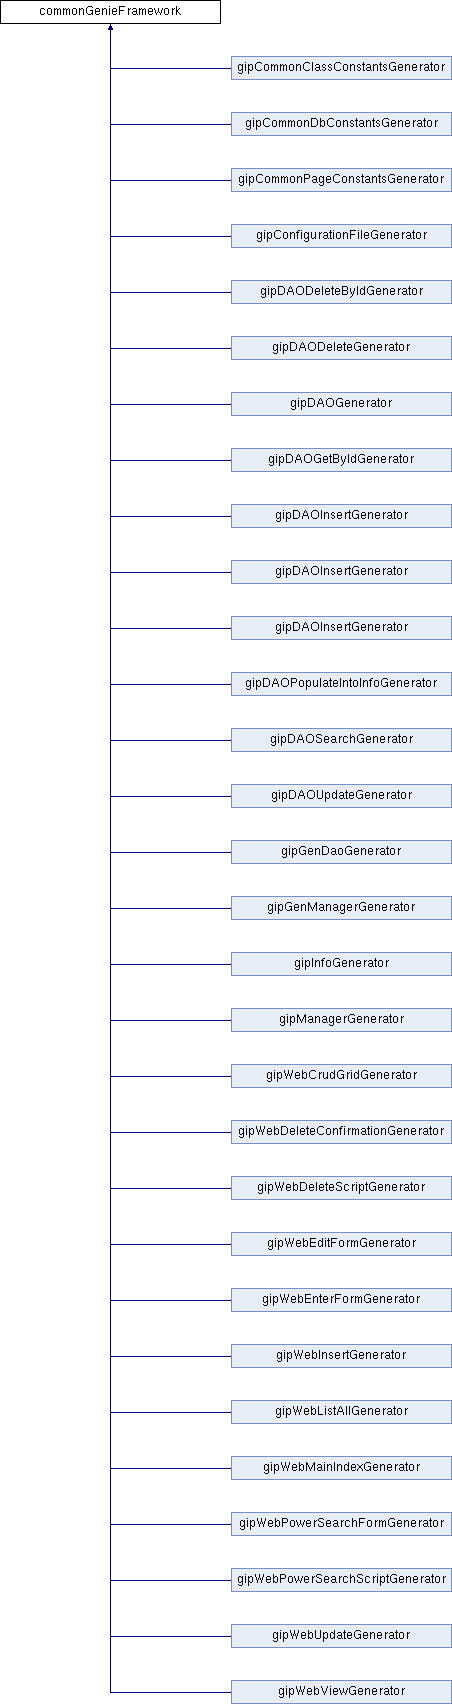 commonGenieFramework
gipCommonClassConstantsGenerator
gipCommonDbConstantsGenerator
gipCommonPageConstantsGenerator
gipConfigurationFileGenerator
gipDAODeleteByIdGenerator
gipDAODeleteGenerator
gipDAOGenerator
gipDAOGetByIdGenerator
gipDAOInsertGenerator
gipDAOInsertGenerator
gipDAOInsertGenerator
gipDAOPopulateIntoInfoGenerator
gipDAOSearchGenerator
gipDAOUpdateGenerator
gipGenDaoGenerator
gipGenManagerGenerator
gipInfoGenerator
gipManagerGenerator
gipWebCrudGridGenerator
gipWebDeleteConfirmationGenerator
gipWebDeleteScriptGenerator
gipWebEditFormGenerator
gipWebEnterFormGenerator
gipWebInsertGenerator
gipWebListAllGenerator
gipWebMainIndexGenerator
gipWebPowerSearchFormGenerator
gipWebPowerSearchScriptGenerator
gipWebUpdateGenerator
gipWebViewGenerator